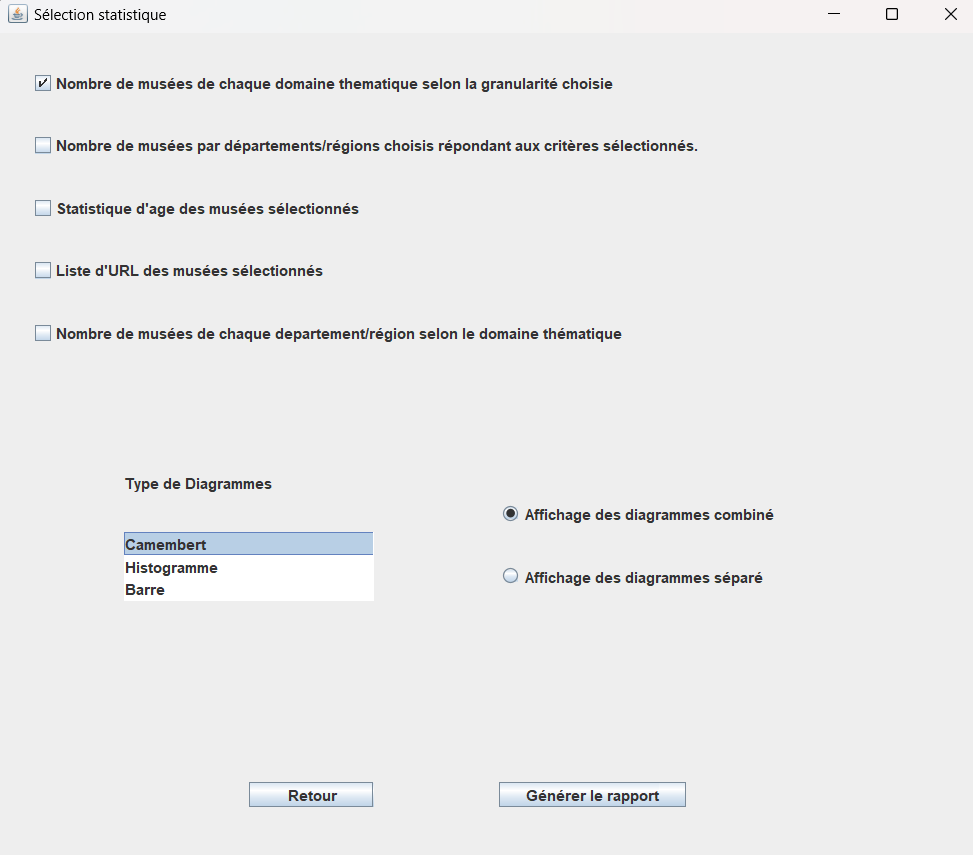 Sélection statistique
Nombre de musées de chaque domaine thematique selon la granularité choisie
Nombre de musées par départements/régions choisis répondant aux critères sélectionnés.
Statistique d'age des musées sélectionnés
Liste d'URL des musées sélectionnés
Nombre de musées de chaque departement/région selon le domaine thématique
Type de Diagrammes
Camembert
Histogramme
Barre
Affichage des diagrammes combiné
Affichage des diagrammes séparé
Retour
Générer le rapport